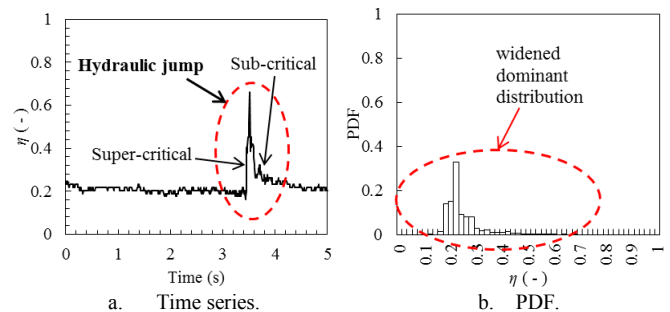 1
0.8
0.6
0.4
0.2
0
η ( - )
Hydraulic jump
Sub-critical
Super-critical
0 1 2 3 4 5
Time (s)
a. Time series.
1
0.8
0.6
0.4
0.2
0
PDF
widened
dominant
distribution
0 0.1 0.2 0.3 0.4 0.5 0.6 0.7 0.8 0.9 1
η ( - )
b. PDF.